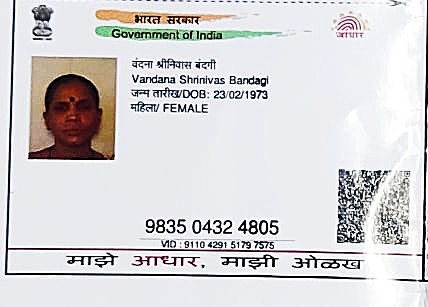 भारत सरकार
Government of India
आधार
वंदना श्रीनिवास बंदगी
Vandana Shrinivas Bandagi
जन्म तारीख/DOB: 23/02/1973
महिला/ FEMALE
9835 0432 4805
VID : 9110 4291 5179 7575
माझे आधार, माझी ओळख